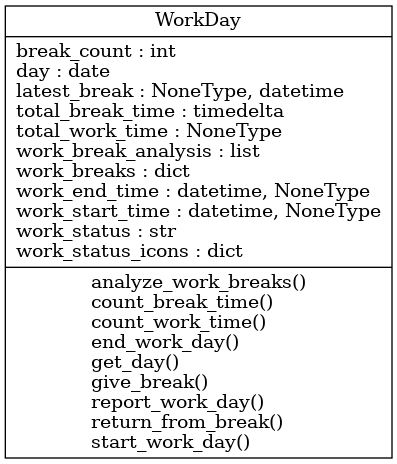 WorkDay
break_count : int
day : date
latest_break : NoneType, datetime
total_break_time : timedelta
total_work_time : NoneType
work_break_analysis : list
work_breaks : dict
work_end_time : datetime, NoneType
work_start_time : datetime, NoneType
work_status : str
work_status_icons : dict
analyze_work_breaks()
count_break_time()
count_work_time()
end_work_day()
get_day()
give_break()
report_work_day()
return_from_break()
start_work_day()